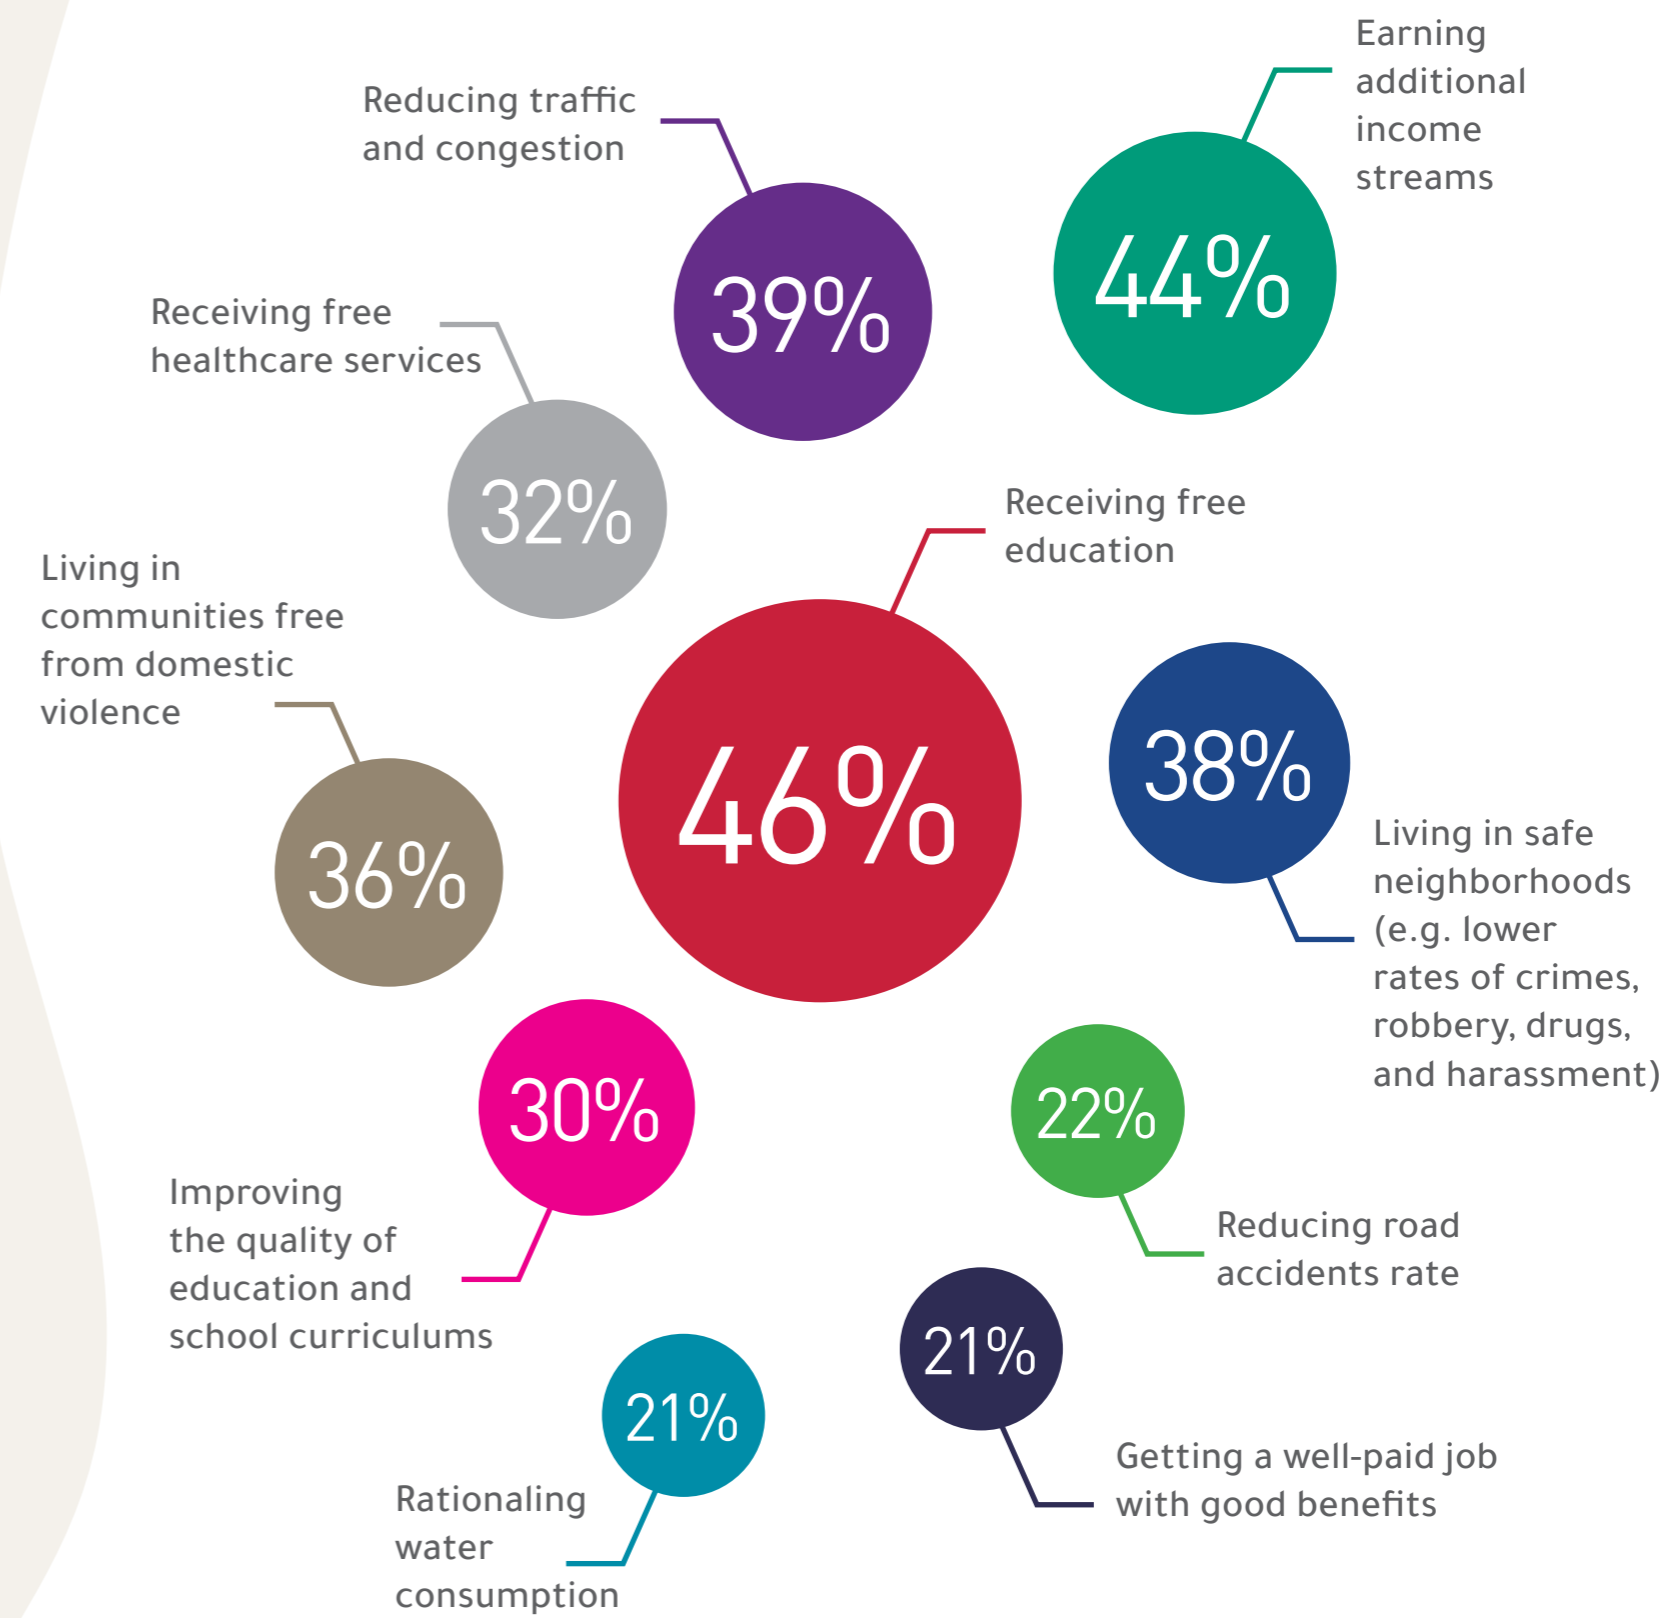 Earning
additional
income
streams
44%
Reducing traffic
and congestion
39%
Receiving free
healthcare services
32%
Receiving free
education
46%
Living in
communities free
from domestic
violence
36%
38%
Living in safe
neighborhoods
(e.g. lower
rates of crimes,
robbery, drugs,
and harassment)
30%
Improving
the quality of
education and
school curriculums
22%
Reducing road
accidents rate
21%
Getting a well-paid job
with good benefits
21%
Rationaling
water
consumption